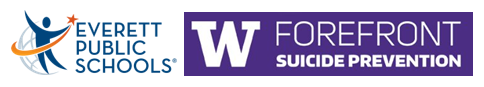 EVERETT
PUBLIC
SCHOOLS®
W FOREFRONT
SUICIDE PREVENTION